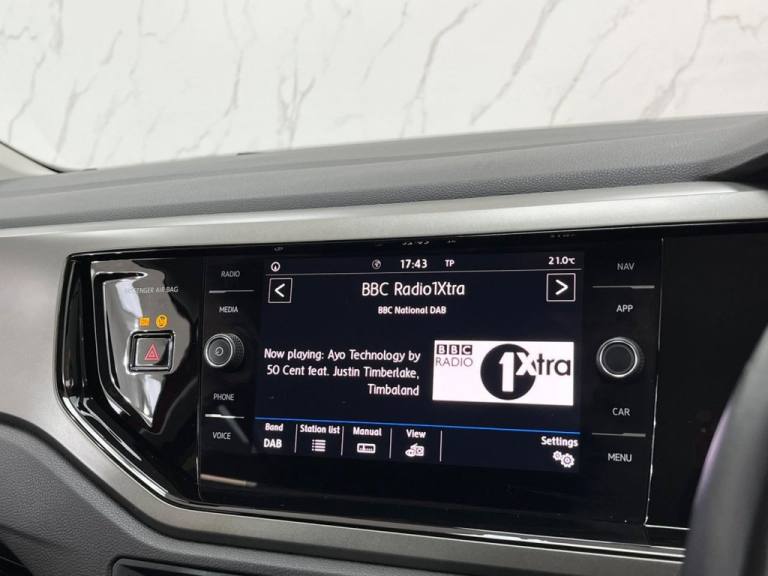 RADIO
17:43 TP 21.0°C
NAV
BBC Radio1Xtra
BBC National DAB
MEDIA
APP
AIR BAG
BBC
RADIO
1Xtra
Now playing: Ayo Technology by
50 Cent feat. Justin Timberlake,
Timbaland
PHONE
CAR
VOICE
Band
DAB
Station list
Manual
View
Settings
MENU